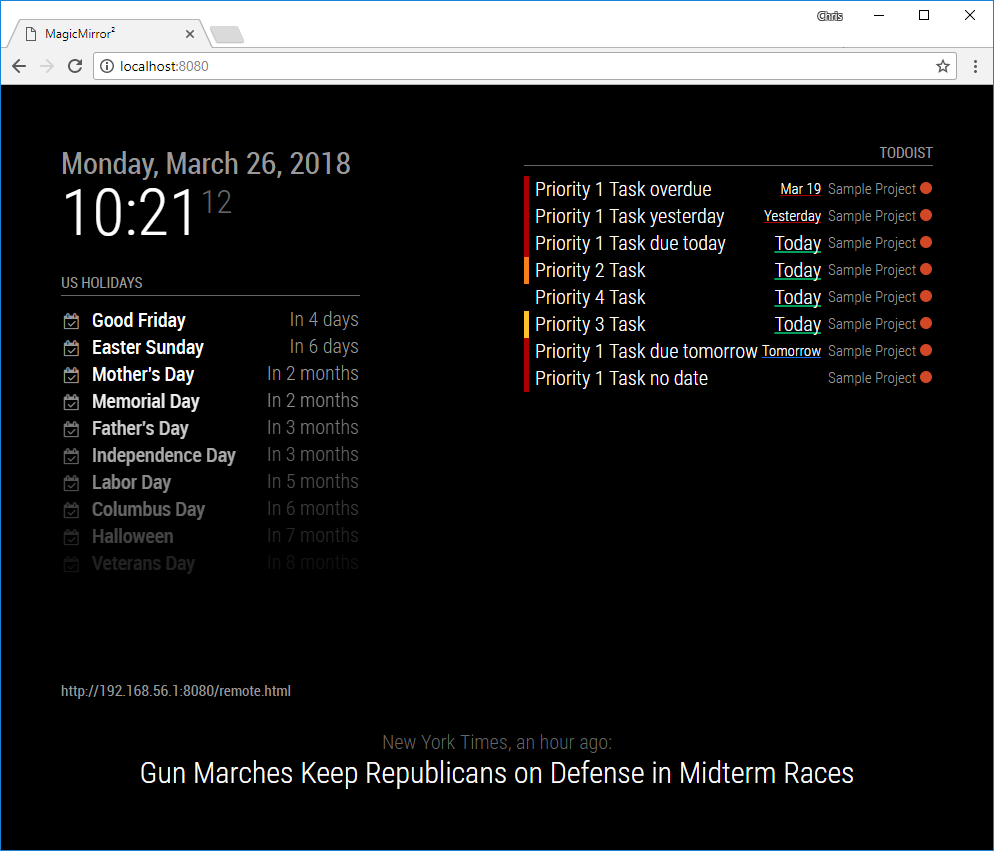 Chris
MagicMirror²
localhost:8080
Monday, March 26, 2018
10:21 12
US HOLIDAYS
Good Friday In 4 days
Easter Sunday In 6 days
Mother's Day In 2 months
Memorial Day In 2 months
Father's Day In 3 months
Independence Day In 3 months
Labor Day In 5 months
Columbus Day In 6 months
Halloween In 7 months
Veterans Day In 8 months
TODOIST
Priority 1 Task overdue Mar 19 Sample Project
Priority 1 Task yesterday Yesterday Sample Project
Priority 1 Task due today Today Sample Project
Priority 2 Task Today Sample Project
Priority 4 Task Today Sample Project
Priority 3 Task Today Sample Project
Priority 1 Task due tomorrow Tomorrow Sample Project
Priority 1 Task no date Sample Project
http://192.168.56.1:8080/remote.html
New York Times, an hour ago:
Gun Marches Keep Republicans on Defense in Midterm Races